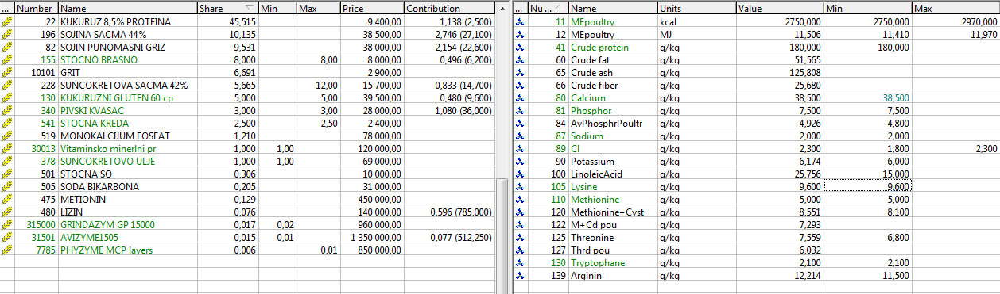 ... Number Name Share Min Max Price Contribution
22 KUKURUZ 8,5% PROTEINA 45,515 9 400,00 1,138 (2,500)
196 SOJINA SACMA 44% 10,135 38 500,00 2,746 (27,100)
82 SOJIN PUNOMASNI GRIZ 9,531 38 000,00 2,154 (22,600)
155 STOCNO BRASNO 8,000 8,00 8 000,00 0,496 (6,200)
10101 GRIT 6,691 2 900,00
228 SUNCOKRETOVA SACMA 42% 5,665 12,00 15 700,00 0,833 (14,700)
130 KUKURUZNI GLUTEN 60 cp 5,000 5,00 39 500,00 0,480 (9,600)
340 PIVSKI KVASAC 3,000 3,00 28 000,00 1,080 (36,000)
541 STOCNA KREDA 2,500 2,50 2 400,00
519 MONOKALCIJUM FOSFAT 1,210 78 000,00
30013 Vitaminsko minerlni pr 1,000 1,00 120 000,00
378 SUNCOKRETOVO ULJE 1,000 1,00 69 000,00
501 STOCNA SO 0,306 10 000,00
505 SODA BIKARBONA 0,205 31 000,00
475 METIONIN 0,129 450 000,00
480 LIZIN 0,076 140 000,00 0,596 (785,000)
315000 GRINDAZYM GP 15000 0,017 0,02 960 000,00
31501 AVIZYME1505 0,015 0,01 1 350 000,00 0,077 (512,250)
7785 PHYZYME MCP layers 0,006 0,01 850 000,00
... Nu ... Name Units Value Min Max
11 MEpoultry kcal 2750,000 2750,000 2970,000
12 MEpoultry MJ 11,506 11,410 11,970
41 Crude protein g/kg 180,000 180,000
60 Crude fat g/kg 51,565
65 Crude ash g/kg 125,808
66 Crude fiber g/kg 25,680
80 Calcium g/kg 38,500 38,500
81 Phosphor g/kg 7,500 7,500
84 AvPhosphrPoultr g/kg 4,926 4,800
87 Sodium g/kg 2,000 2,000
89 Cl g/kg 2,300 1,800 2,300
90 Potassium g/kg 6,174 6,000
100 LinoleicAcid g/kg 25,756 15,000
105 Lysine g/kg 9,600 9,600
110 Methionine g/kg 5,000 5,000
120 Methionine+Cyst g/kg 8,551 8,100
122 M+Cd pou g/kg 7,293
125 Threonine g/kg 7,559 6,800
127 Thrd pou g/kg 6,032
130 Tryptophane g/kg 2,100 2,100
139 Arginin g/kg 12,214 11,500